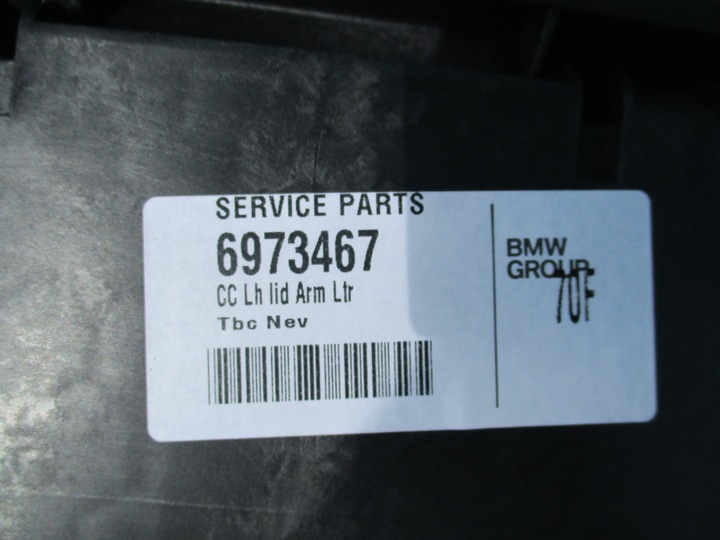 SERVICE PARTS
6973467
CC Lh lid Arm Ltr
Tbc Nev
BMW
GROUP
70F